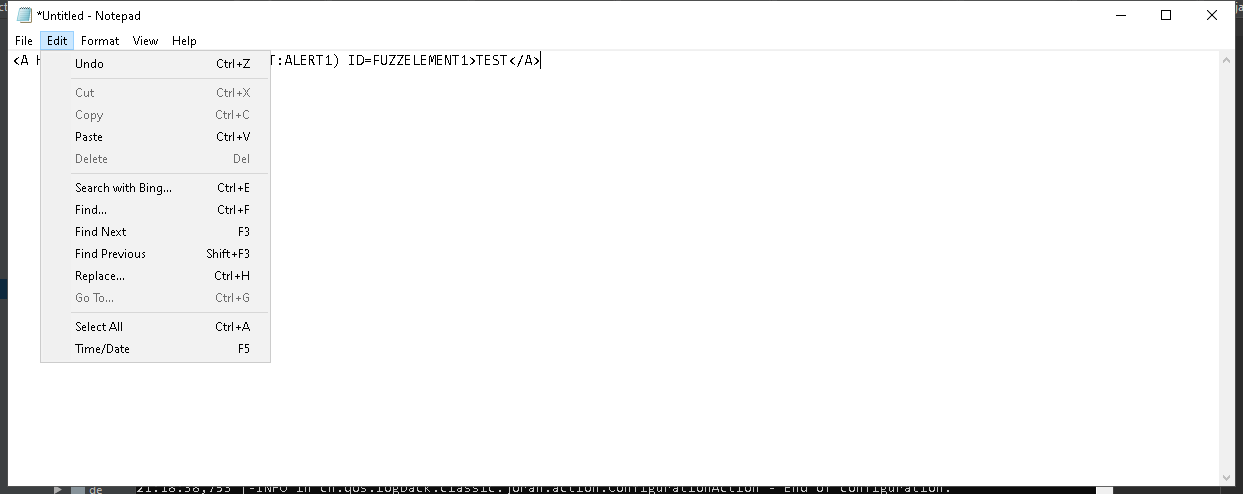 *Untitled - Notepad
File Edit Format View Help
<A H T:ALERT1) ID=FUZZELEMENT1>TEST</A>
Undo Ctrl+Z
Cut Ctrl+X
Copy Ctrl+C
Paste Ctrl+V
Delete Del
Search with Bing... Ctrl+E
Find... Ctrl+F
Find Next F3
Find Previous Shift+F3
Replace... Ctrl+H
Go To... Ctrl+G
Select All Ctrl+A
Time/Date F5
de 21:18:38,753 |-INFO in ch.qos.logback.classic.joran.action.ConfigurationAction - End of configuration.